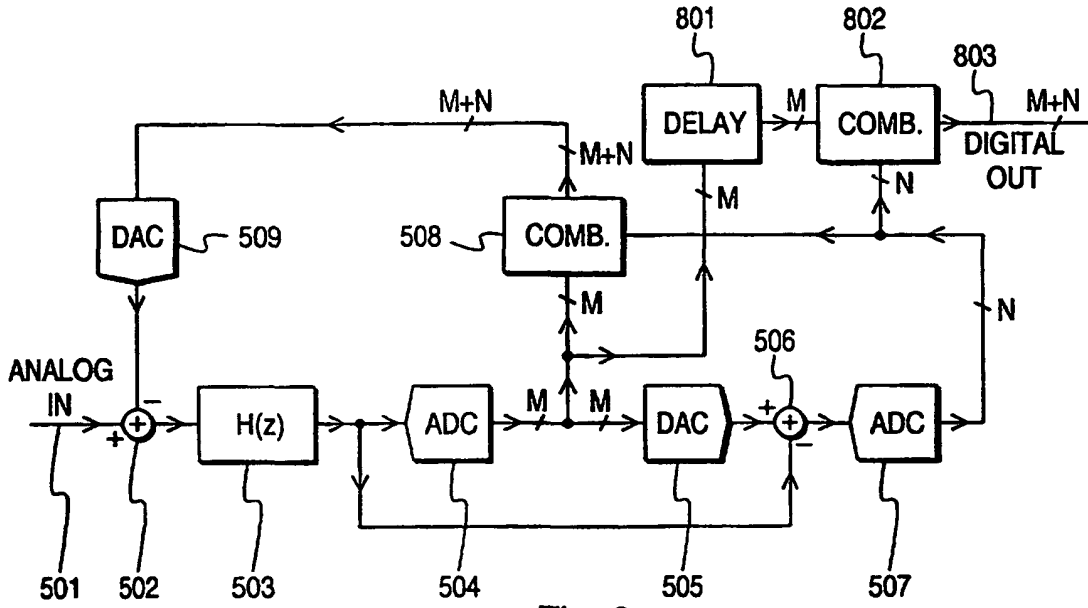 801
802
803
M+N
M+N
M
M+N
DELAY
COMB.
DIGITAL
OUT
M
N
DAC
509
508
COMB.
M
N
506
ANALOG
IN
−
+
+
H(z)
ADC
M
M
DAC
+
+
−
ADC
501
502
503
504
505
507